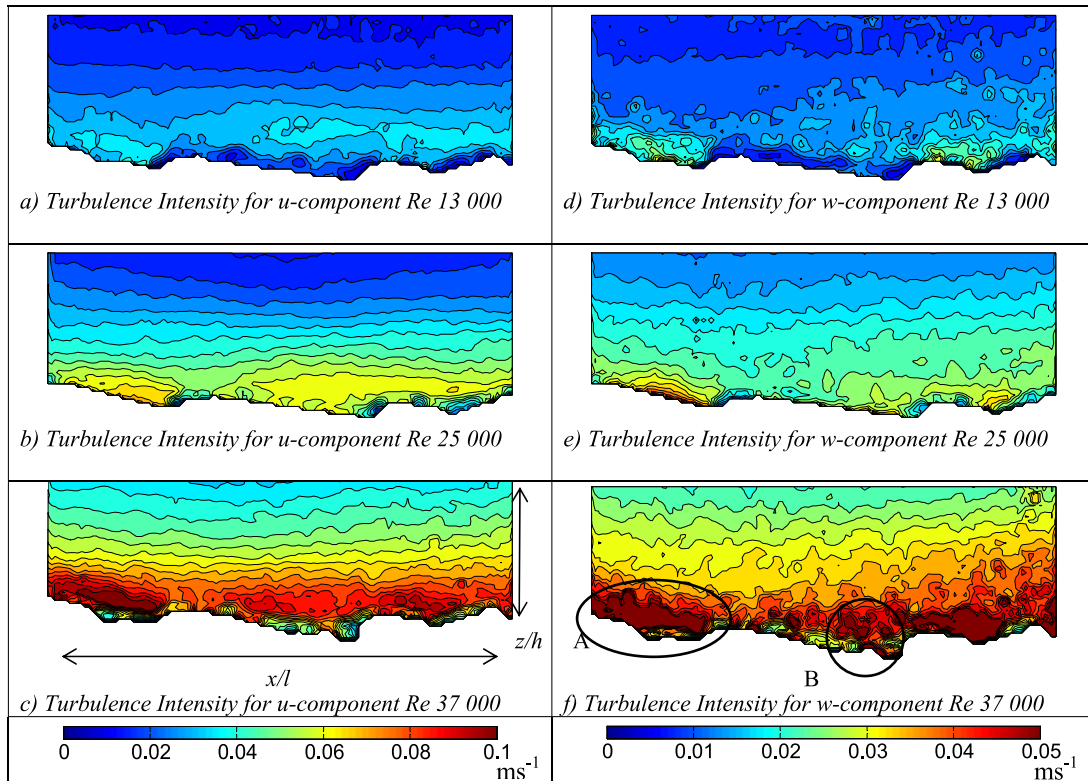 a) Turbulence Intensity for u-component Re 13 000
d) Turbulence Intensity for w-component Re 13 000
b) Turbulence Intensity for u-component Re 25 000
e) Turbulence Intensity for w-component Re 25 000
z/h
A
x/l
B
c) Turbulence Intensity for u-component Re 37 000
f) Turbulence Intensity for w-component Re 37 000
0 0.02 0.04 0.06 0.08 0.1
ms-1
0 0.01 0.02 0.03 0.04 0.05
ms-1